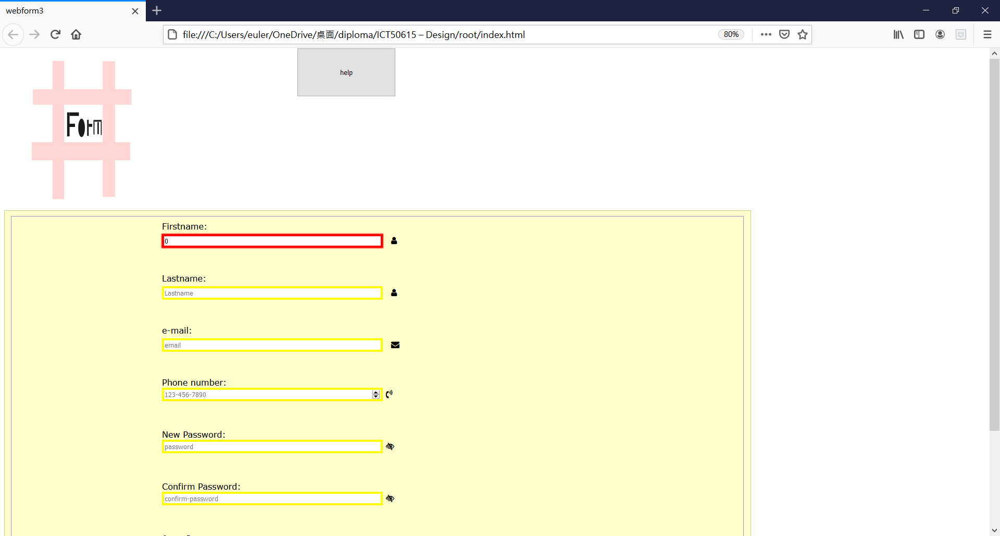 webform3
file:///C:/Users/euler/OneDrive/桌面/diploma/ICT50615 – Design/root/index.html
80%
help
Form
Firstname:
0
Lastname:
Lastname
e-mail:
email
Phone number:
123-456-7890
New Password:
password
Confirm Password:
confirm-password